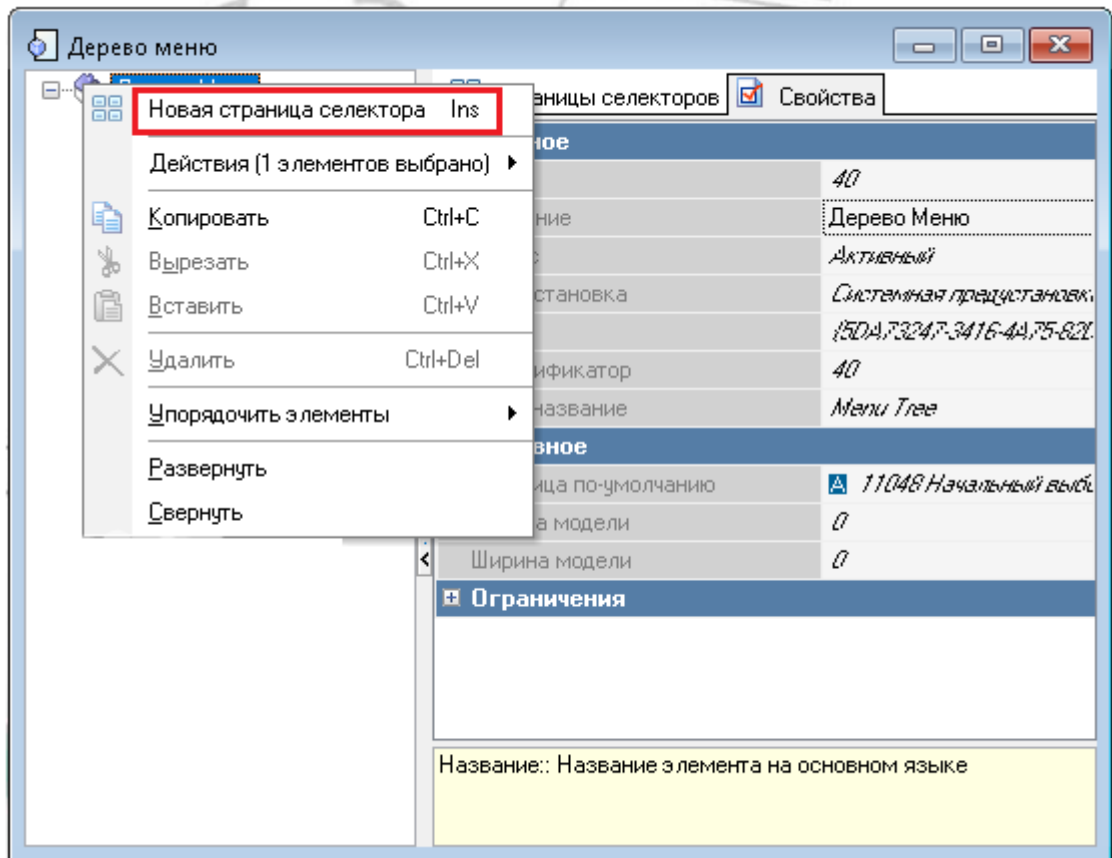 Дерево меню
Новая страница селектора Ins
Действия (1 элементов выбрано)
Копировать Ctrl+C
Вырезать Ctrl+X
Вставить Ctrl+V
Удалить Ctrl+Del
Упорядочить элементы
Развернуть
Свернуть
аницы селекторов Свойства
ное
40
ние Дерево Меню
Активный
становка Системная предустановк
{5DA73247-3416-4A75-82D
ификатор 40
название Menu Tree
вное
ица по-умолчанию A 11048 Начальный выб
а модели 0
Ширина модели 0
Ограничения
Название:: Название элемента на основном языке